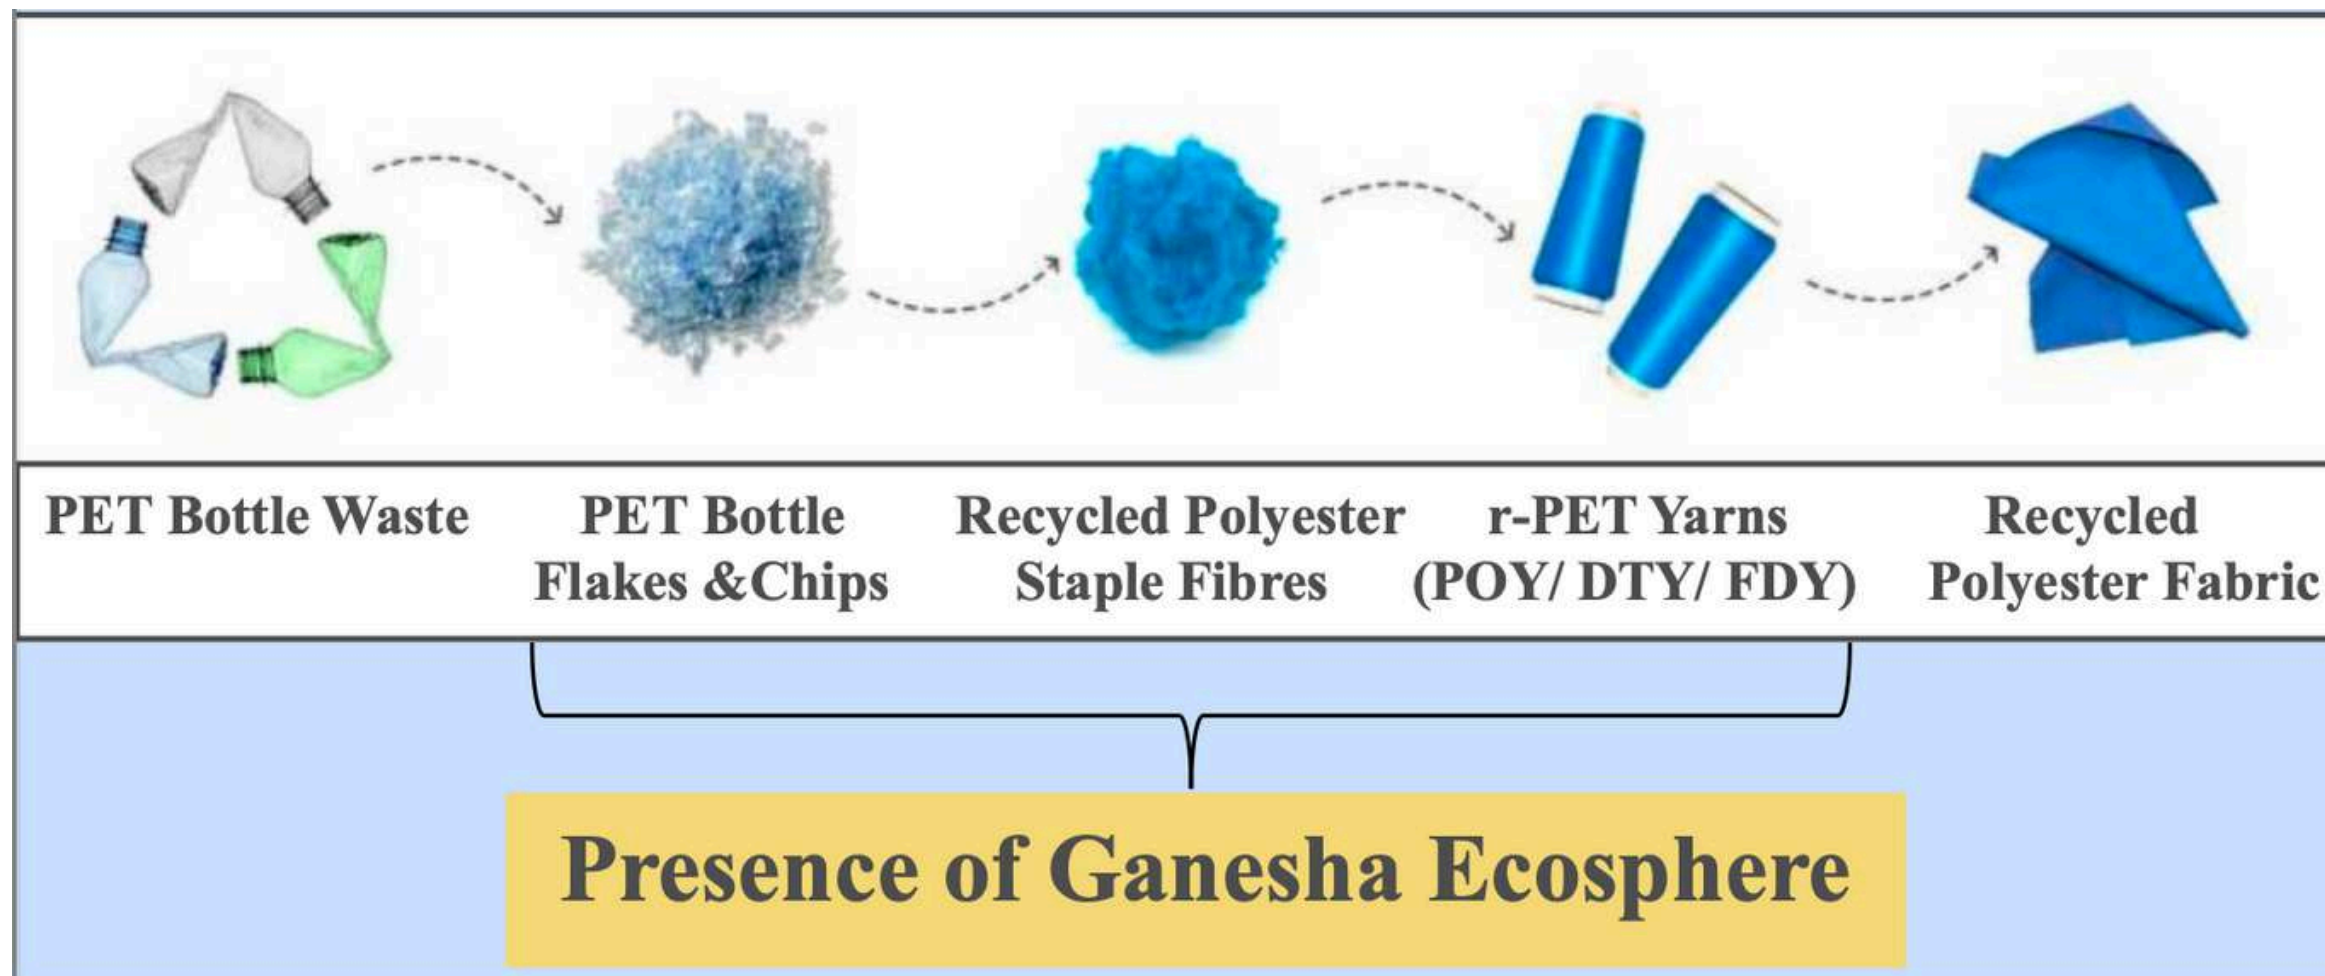 PET Bottle Waste
PET Bottle
Flakes &Chips
Recycled Polyester
Staple Fibres
r-PET Yarns
(POY/ DTY/ FDY)
Recycled
Polyester Fabric
Presence of Ganesha Ecosphere